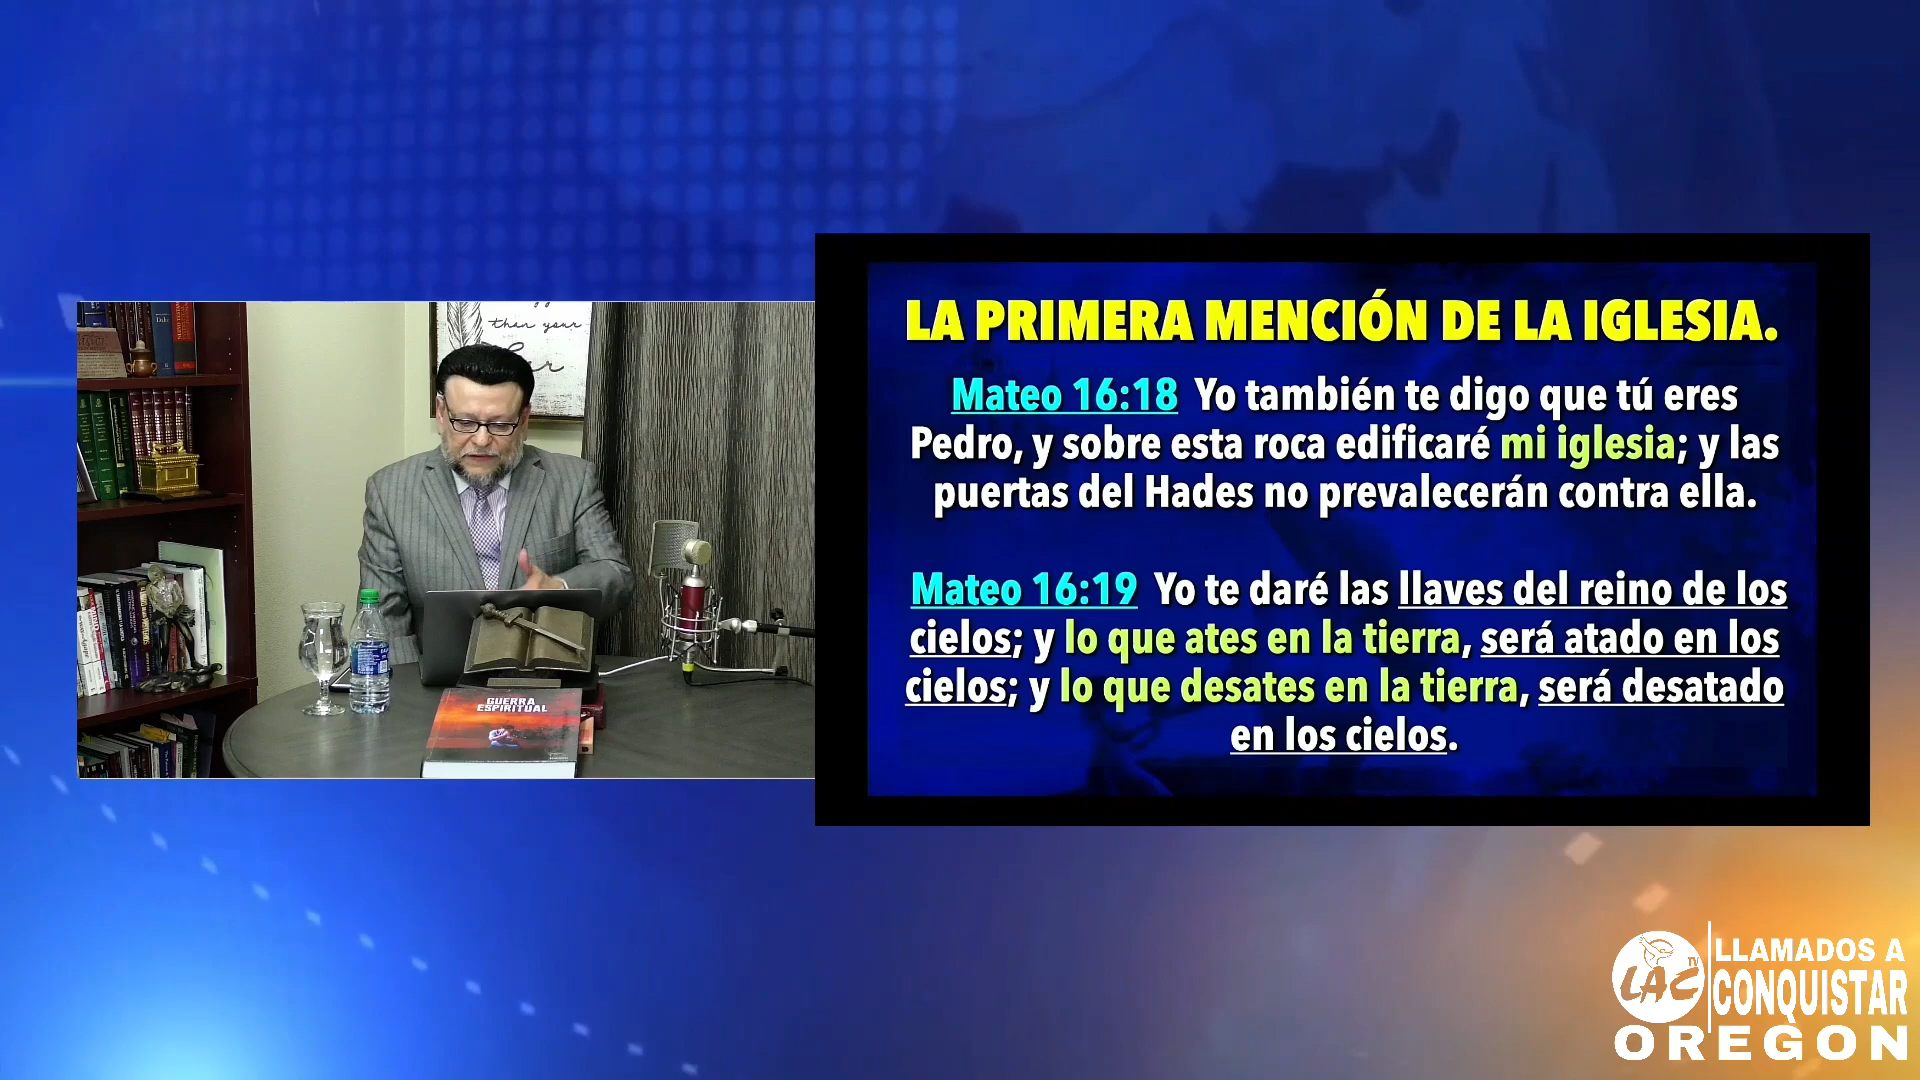 than your
GUERRA
ESPIRITUAL
LA PRIMERA MENCIÓN DE LA IGLESIA.
Mateo 16:18 Yo también te digo que tú eres
Pedro, y sobre esta roca edificaré mi iglesia; y las
puertas del Hades no prevalecerán contra ella.
Mateo 16:19 Yo te daré las llaves del reino de los
cielos; y lo que ates en la tierra, será atado en los
cielos; y lo que desates en la tierra, será desatado
en los cielos.
LAC TV
LLAMADOS A
CONQUISTAR
OREGON